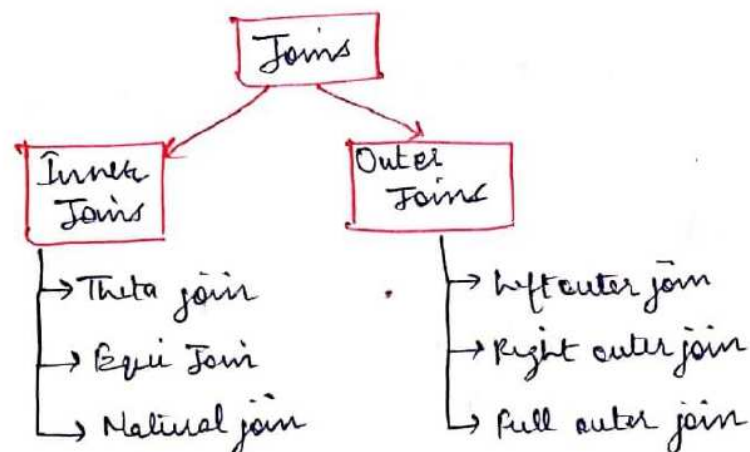 Joins
Inner
Joins
Outer
Joins
Theta join
Equi Join
Natural join
Left outer join
Right outer join
Full outer join